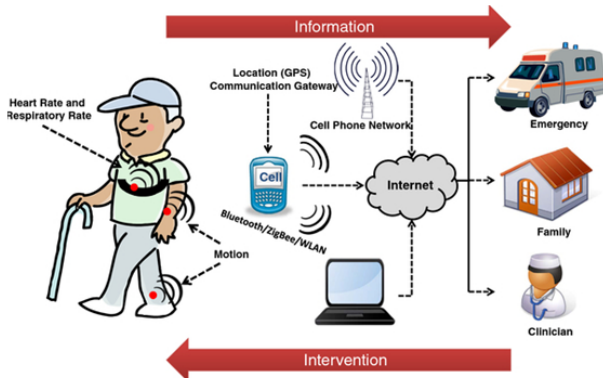 Information
Location (GPS)
Communication Gateway
Heart Rate and
Respiratory Rate
Cell Phone Network
Emergency
Cell
Internet
Bluetooth/ZigBee/WLAN
Family
Motion
Clinician
Intervention